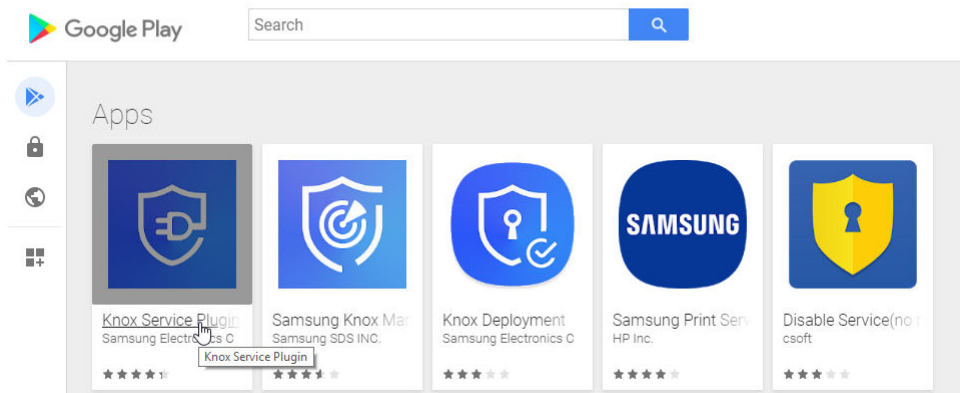 Google Play
Search
Apps
SAMSUNG
Knox Service Plugin
Samsung Knox Ma
Knox Deployment
Samsung Print Serv
Disable Service(no r
Samsung Electronics C
Samsung SDS INC.
Samsung Electronics C
HP Inc.
csoft
Knox Service Plugin